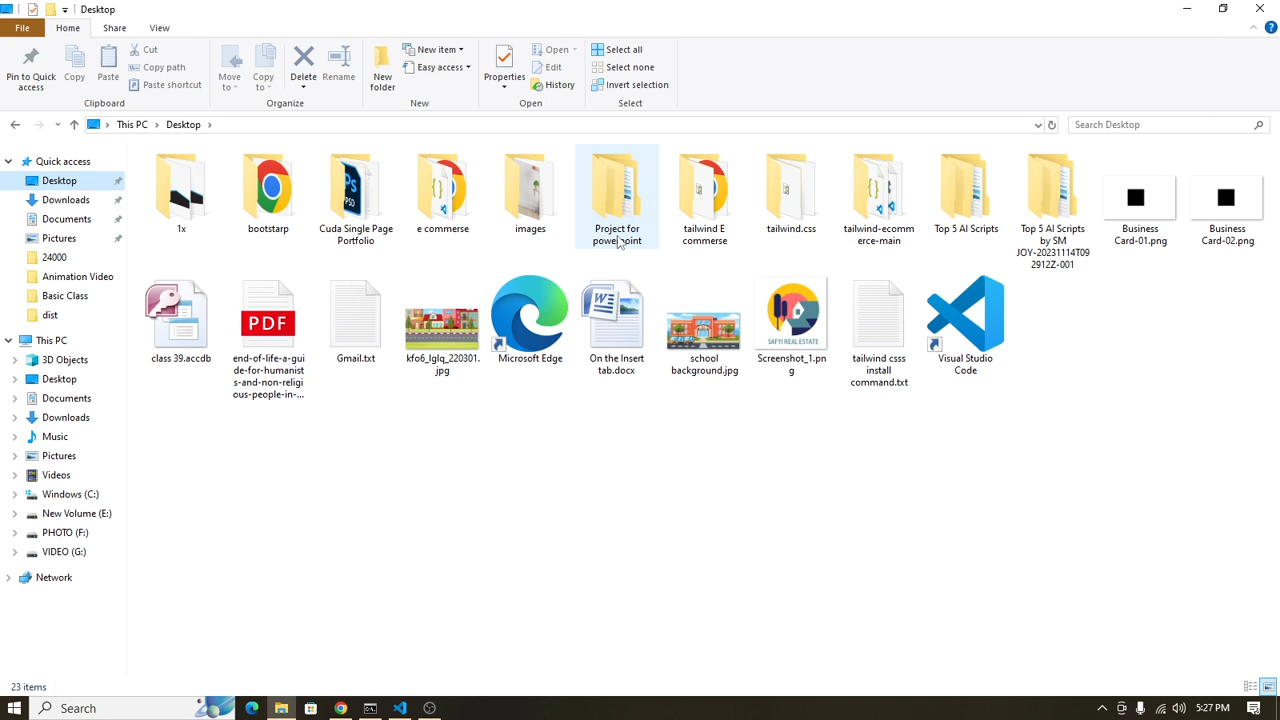 Desktop
File
Home
Share
View
Pin to Quick
access
Copy
Paste
Cut
Copy path
Paste shortcut
Clipboard
Move
to
Copy
to
Delete
Rename
Organize
New
folder
New item
Easy access
New
Properties
Open
Edit
History
Open
Select all
Select none
Invert selection
Select
This PC
Desktop
Search Desktop
Quick access
Desktop
Downloads
Documents
Pictures
24000
Animation Video
Basic Class
dist
This PC
3D Objects
Desktop
Documents
Downloads
Music
Pictures
Videos
Windows (C:)
New Volume (E:)
PHOTO (F:)
VIDEO (G:)
Network
1x
bootstarp
Cuda Single Page
Portfolio
e commerse
images
Project for
powerpoint
tailwind E
commerse
tailwind.css
tailwind-ecomm
erce-main
Top 5 AI Scripts
Top 5 AI Scripts
by SM
JOY-20231114T09
2912Z-001
Business
Card-01.png
Business
Card-02.png
class 39.accdb
PDF
end-of-life-a-gui
de-for-humanist
s-and-non-religi
ous-people-in-...
Gmail.txt
kfo6_lglq_220301.
jpg
Microsoft Edge
On the Insert
tab.docx
school
background.jpg
SAFYI REAL ESTATE
Screenshot_1.pn
g
tailwind csss
install
command.txt
Visual Studio
Code
23 items
Search
5:27 PM